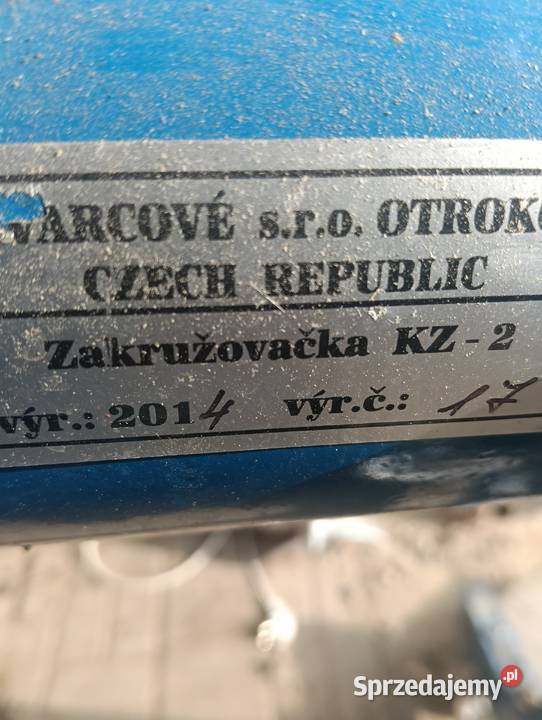 VARCOVÉ s.r.o. OTROKO
CZECH REPUBLIC
Zakružovačka KZ - 2
výr.: 2014 výr.č.: 17
Sprzedajemy.pl